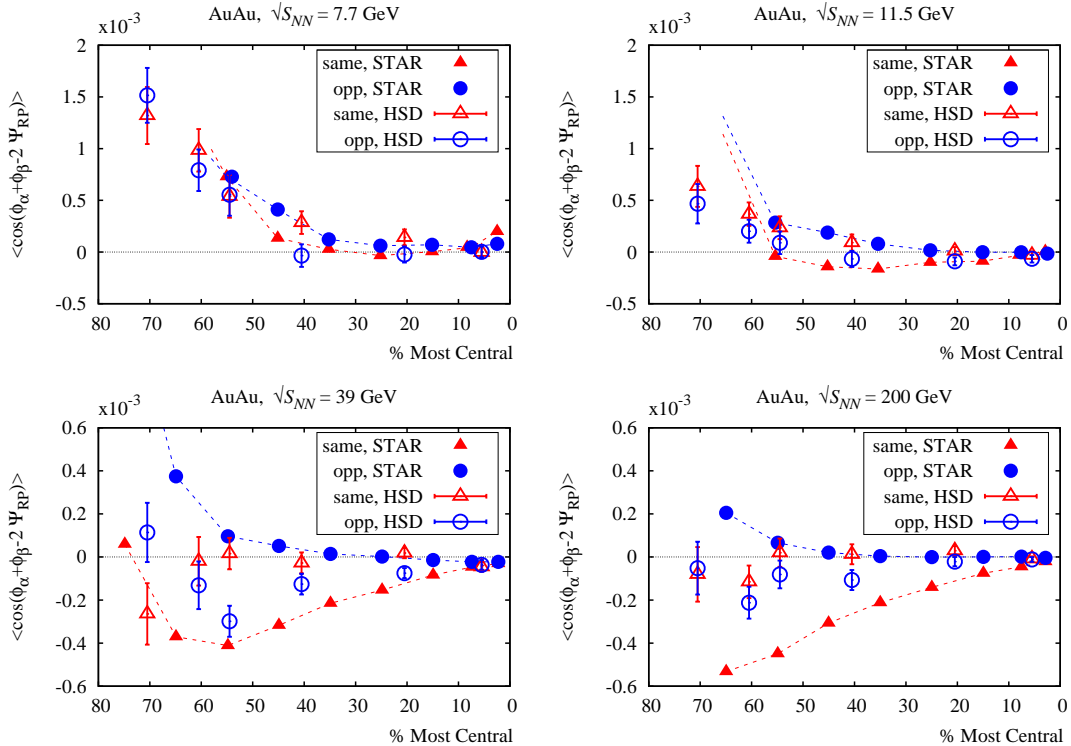 AuAu, √S_NN = 7.7 GeV
x10⁻³
<cos(ϕ_α+ϕ_β-2 Ψ_RP)>
2
1.5
1
0.5
0
-0.5
same, STAR
opp, STAR
same, HSD
opp, HSD
80 70 60 50 40 30 20 10 0
% Most Central
AuAu, √S_NN = 11.5 GeV
x10⁻³
<cos(ϕ_α+ϕ_β-2 Ψ_RP)>
2
1.5
1
0.5
0
-0.5
same, STAR
opp, STAR
same, HSD
opp, HSD
80 70 60 50 40 30 20 10 0
% Most Central
AuAu, √S_NN = 39 GeV
x10⁻³
<cos(ϕ_α+ϕ_β-2 Ψ_RP)>
0.6
0.4
0.2
0
-0.2
-0.4
-0.6
same, STAR
opp, STAR
same, HSD
opp, HSD
80 70 60 50 40 30 20 10 0
% Most Central
AuAu, √S_NN = 200 GeV
x10⁻³
<cos(ϕ_α+ϕ_β-2 Ψ_RP)>
0.6
0.4
0.2
0
-0.2
-0.4
-0.6
same, STAR
opp, STAR
same, HSD
opp, HSD
80 70 60 50 40 30 20 10 0
% Most Central